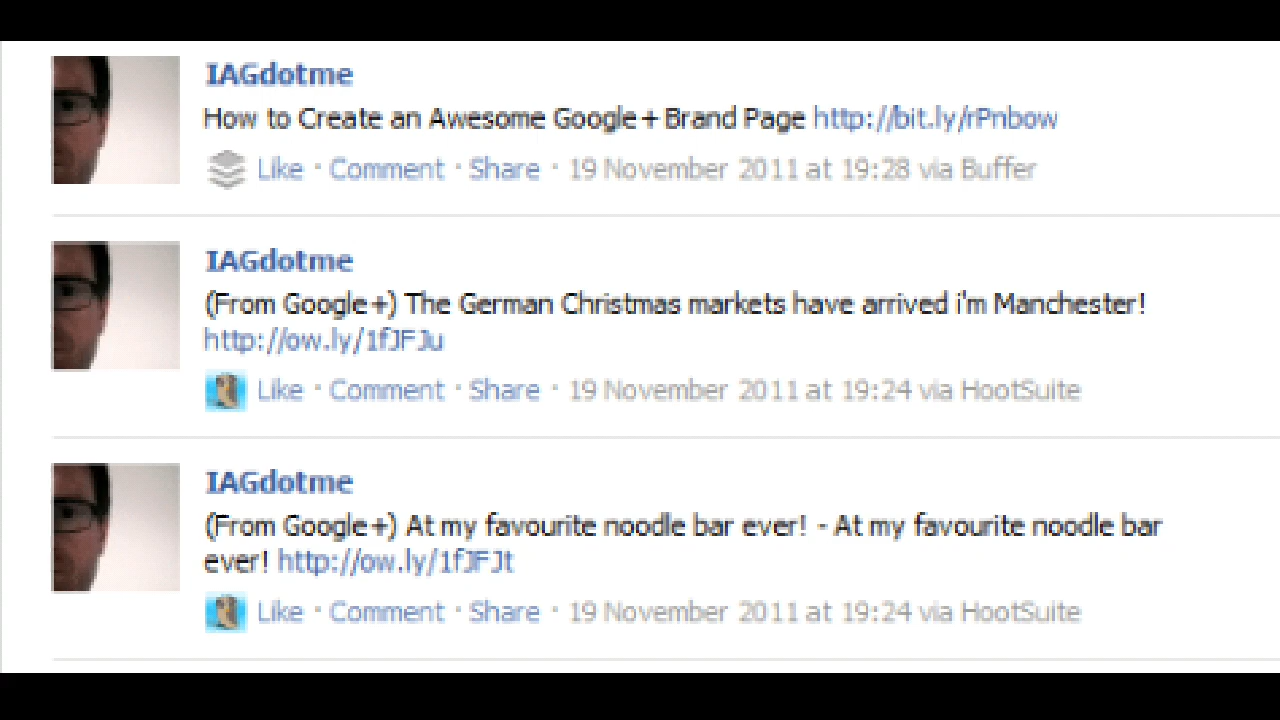 IAGdotme
How to Create an Awesome Google+ Brand Page http://bit.ly/rPnbow
Like · Comment · Share · 19 November 2011 at 19:28 via Buffer
IAGdotme
(From Google+) The German Christmas markets have arrived i'm Manchester!
http://ow.ly/1fJFJu
Like · Comment · Share · 19 November 2011 at 19:24 via HootSuite
IAGdotme
(From Google+) At my favourite noodle bar ever! - At my favourite noodle bar
ever! http://ow.ly/1fJFJt
Like · Comment · Share · 19 November 2011 at 19:24 via HootSuite